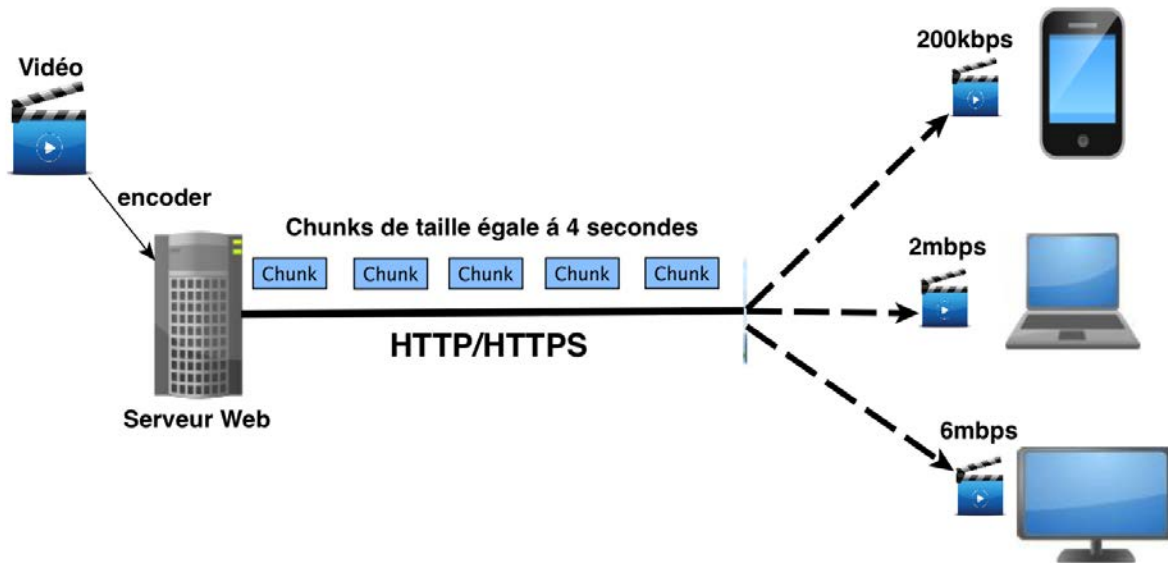 Vidéo
encoder
Serveur Web
Chunks de taille égale á 4 secondes
Chunk
Chunk
Chunk
Chunk
Chunk
HTTP/HTTPS
200kbps
2mbps
6mbps